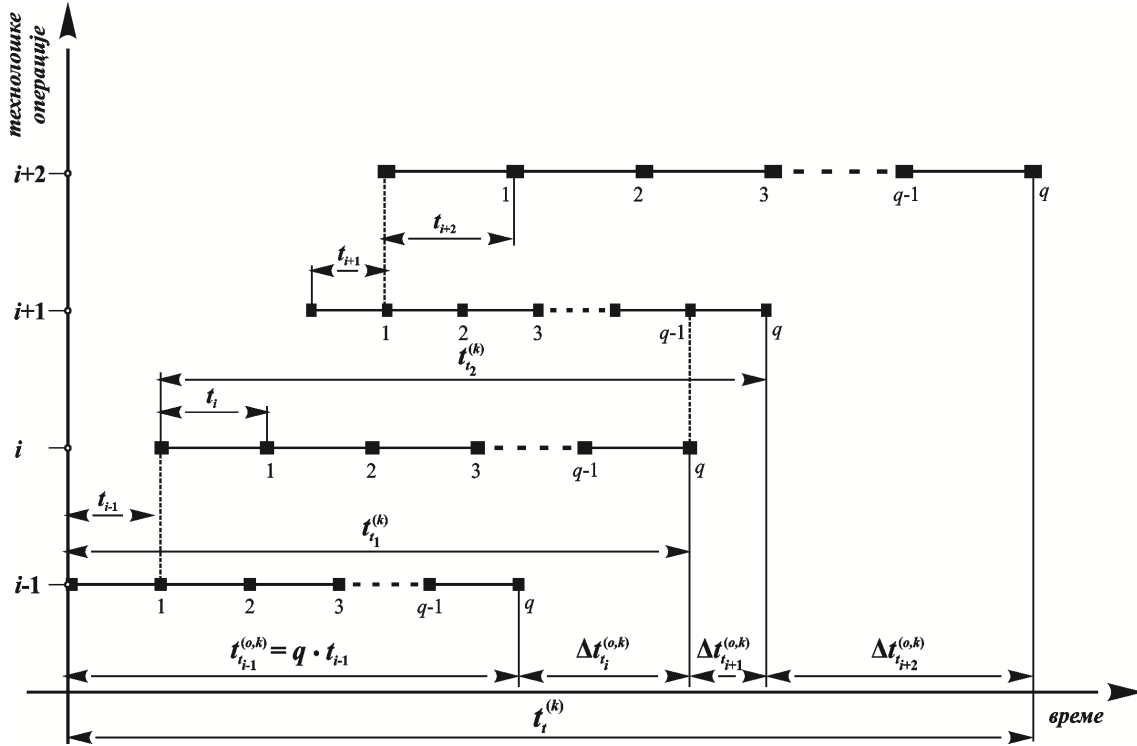 технолошке
операције
i+2
1 2 3 q-1 q
t_{i+2}
t_{i+1}
i+1
1 2 3 q-1 q
t_{t_2}^{(k)}
t_i
i
1 2 3 q-1 q
t_{i-1}
t_{t_1}^{(k)}
i-1
1 2 3 q-1 q
t_{t_{i-1}}^{(o,k)} = q · t_{i-1} Δt_{t_i}^{(o,k)} Δt_{t_{i+1}}^{(o,k)} Δt_{t_{i+2}}^{(o,k)}
t_t^{(k)} време